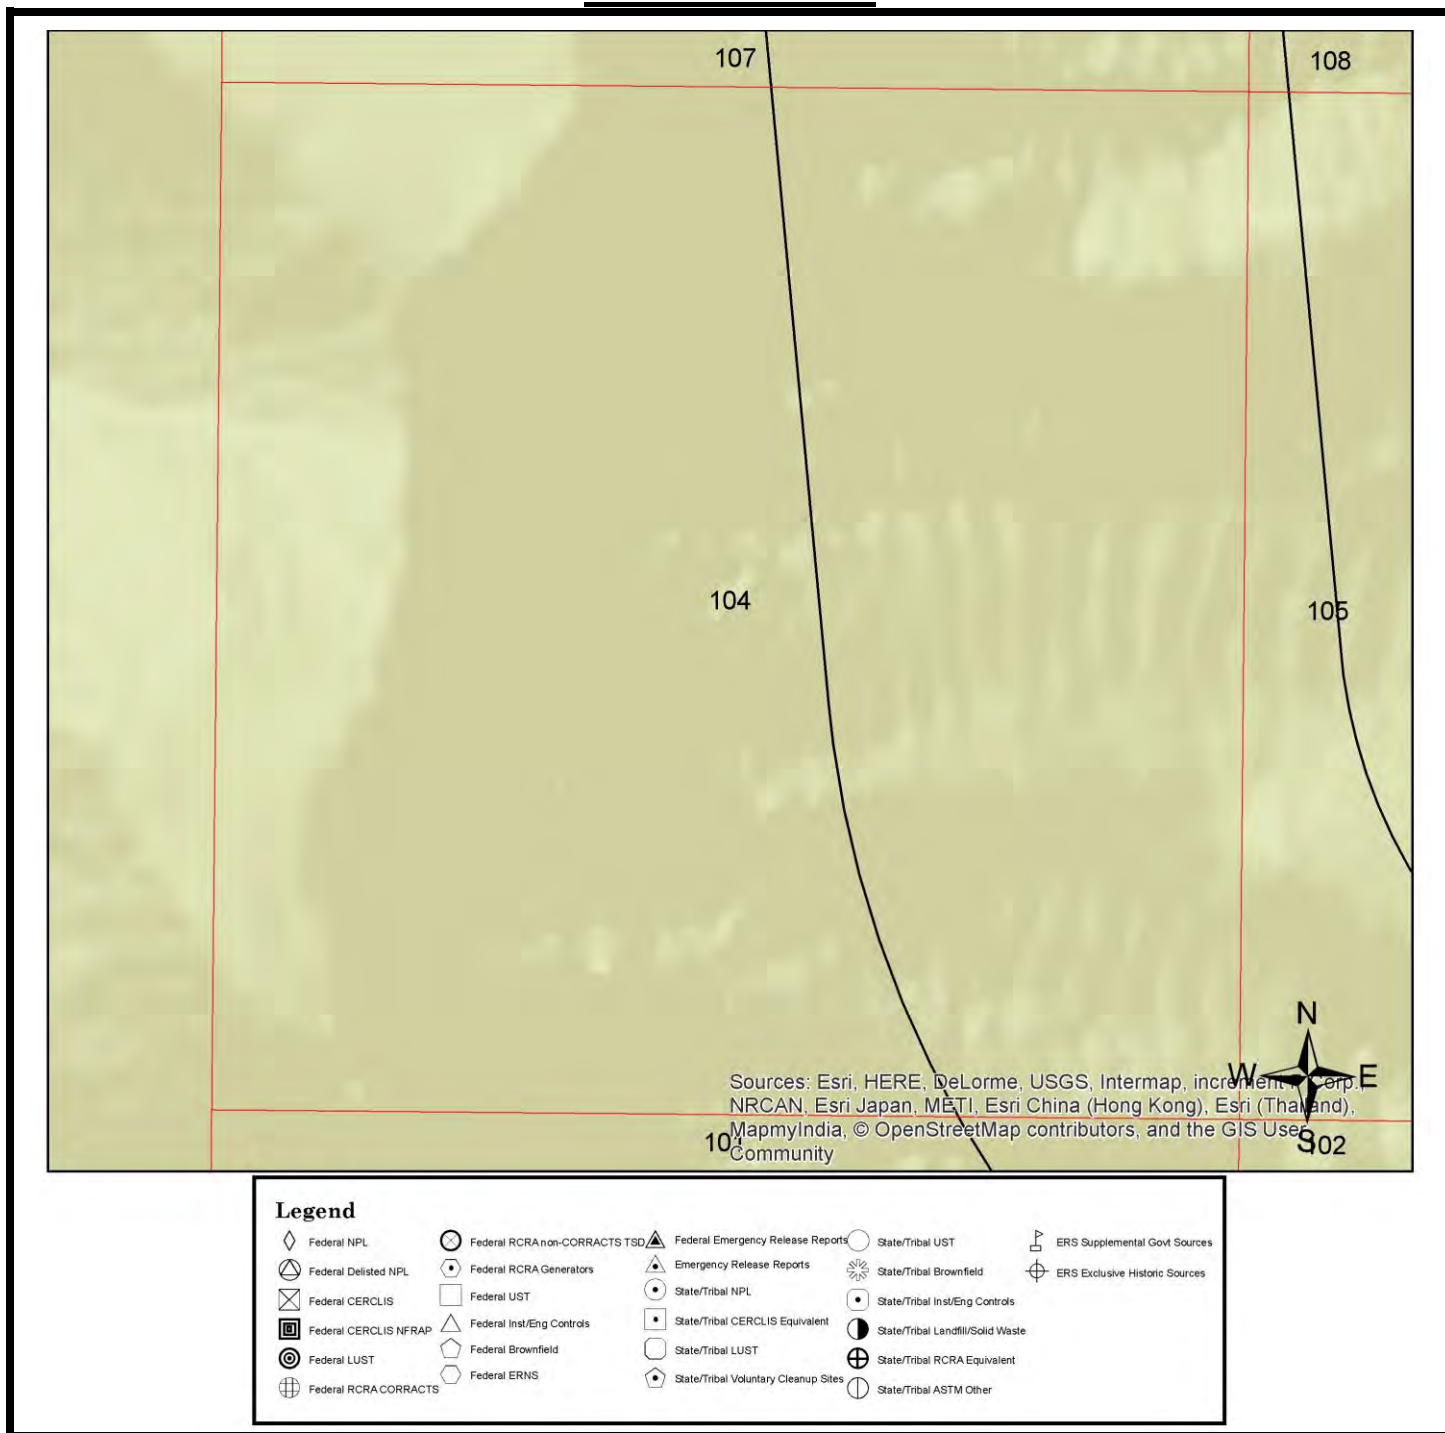 107
108
104
105
N
W E
S
Sources: Esri, HERE, DeLorme, USGS, Intermap, increment Corp.,
NRCAN, Esri Japan, METI, Esri China (Hong Kong), Esri (Thailand),
MapmyIndia, © OpenStreetMap contributors, and the GIS User
Community
101
102
Legend
Federal NPL
Federal Delisted NPL
Federal CERCLIS
Federal CERCLIS NFRAP
Federal LUST
Federal RCRA CORRACTS
Federal RCRA non-CORRACTS TSD
Federal RCRA Generators
Federal UST
Federal Inst/Eng Controls
Federal Brownfield
Federal ERNS
Federal Emergency Release Reports
Emergency Release Reports
State/Tribal NPL
State/Tribal CERCLIS Equivalent
State/Tribal LUST
State/Tribal Voluntary Cleanup Sites
State/Tribal UST
State/Tribal Brownfield
State/Tribal Inst/Eng Controls
State/Tribal Landfill/Solid Waste
State/Tribal RCRA Equivalent
State/Tribal ASTM Other
ERS Supplemental Govt Sources
ERS Exclusive Historic Sources